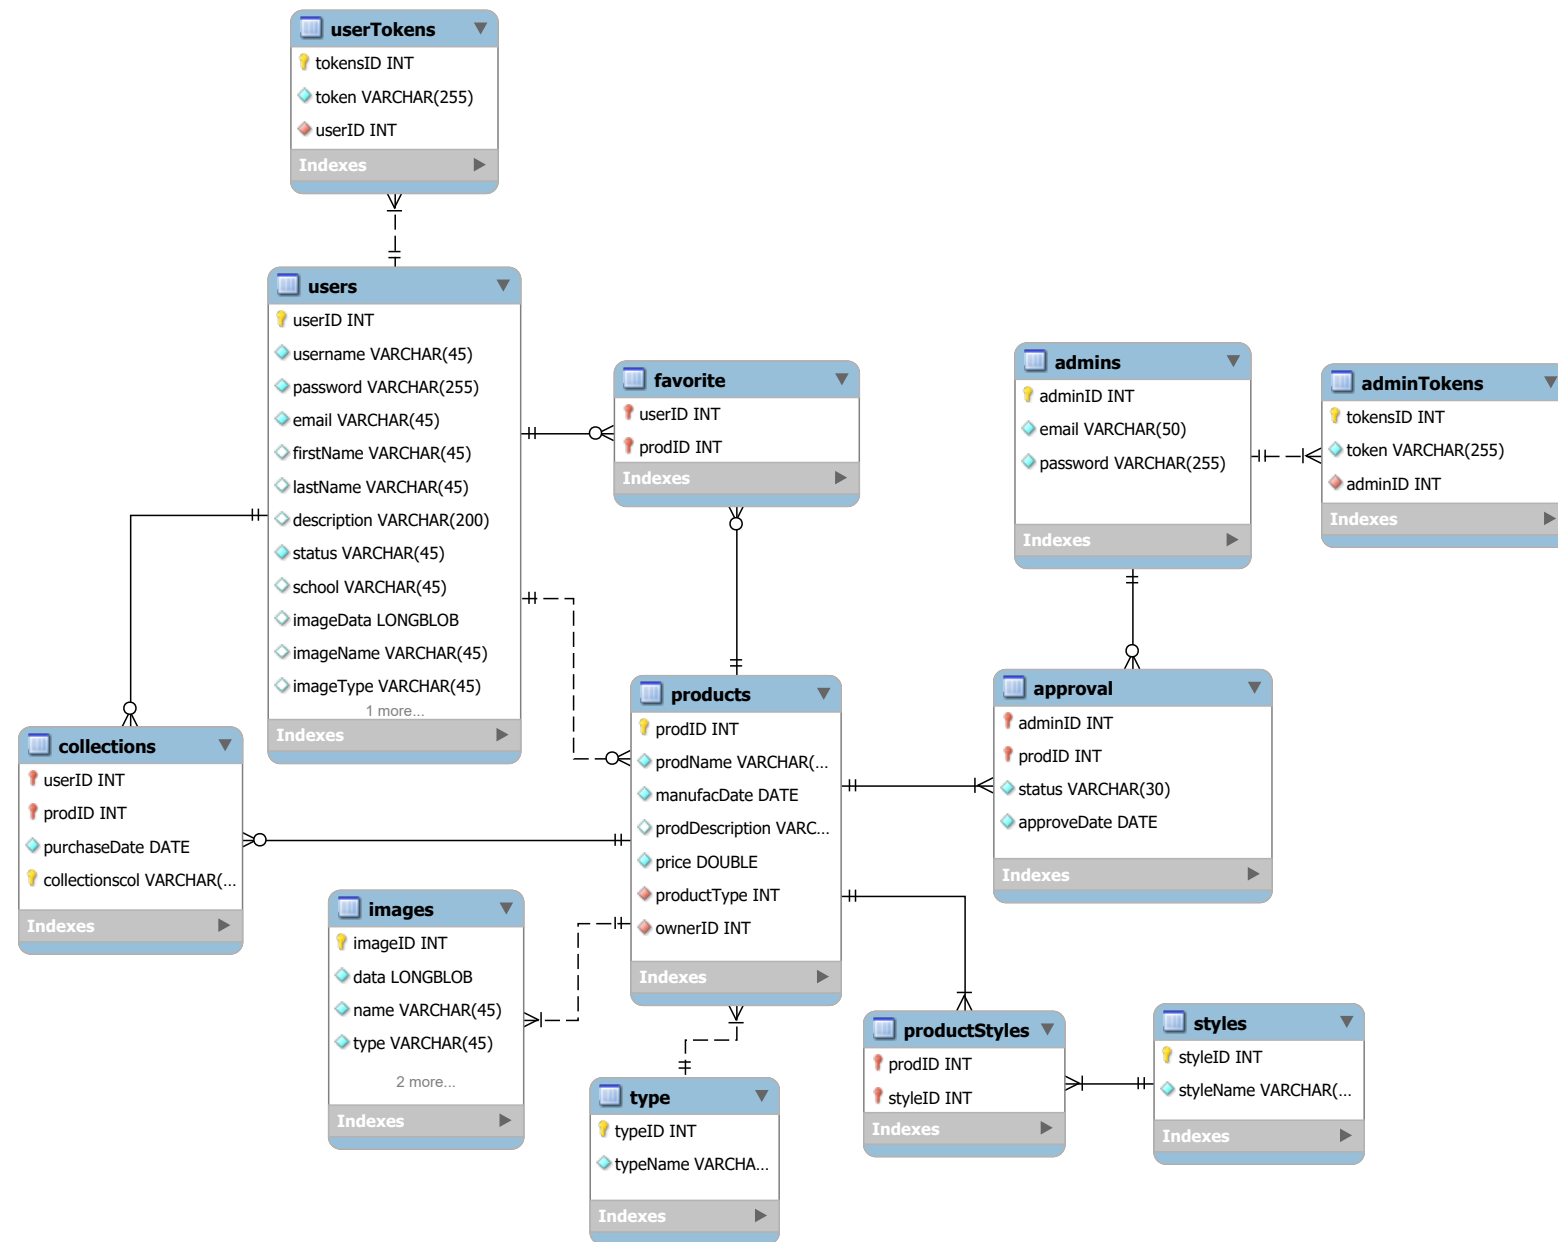 userTokens
tokensID INT
token VARCHAR(255)
userID INT
Indexes
users
userID INT
username VARCHAR(45)
password VARCHAR(255)
email VARCHAR(45)
firstName VARCHAR(45)
lastName VARCHAR(45)
description VARCHAR(200)
status VARCHAR(45)
school VARCHAR(45)
imageData LONGBLOB
imageName VARCHAR(45)
imageType VARCHAR(45)
1 more...
Indexes
favorite
userID INT
prodID INT
Indexes
admins
adminID INT
email VARCHAR(50)
password VARCHAR(255)
Indexes
adminTokens
tokensID INT
token VARCHAR(255)
adminID INT
Indexes
collections
userID INT
prodID INT
purchaseDate DATE
collectionscol VARCHAR(...
Indexes
products
prodID INT
prodName VARCHAR(...
manufacDate DATE
prodDescription VARC...
price DOUBLE
productType INT
ownerID INT
Indexes
approval
adminID INT
prodID INT
status VARCHAR(30)
approveDate DATE
Indexes
images
imageID INT
data LONGBLOB
name VARCHAR(45)
type VARCHAR(45)
2 more...
Indexes
type
typeID INT
typeName VARCHA...
Indexes
productStyles
prodID INT
styleID INT
Indexes
styles
styleID INT
styleName VARCHAR(...
Indexes